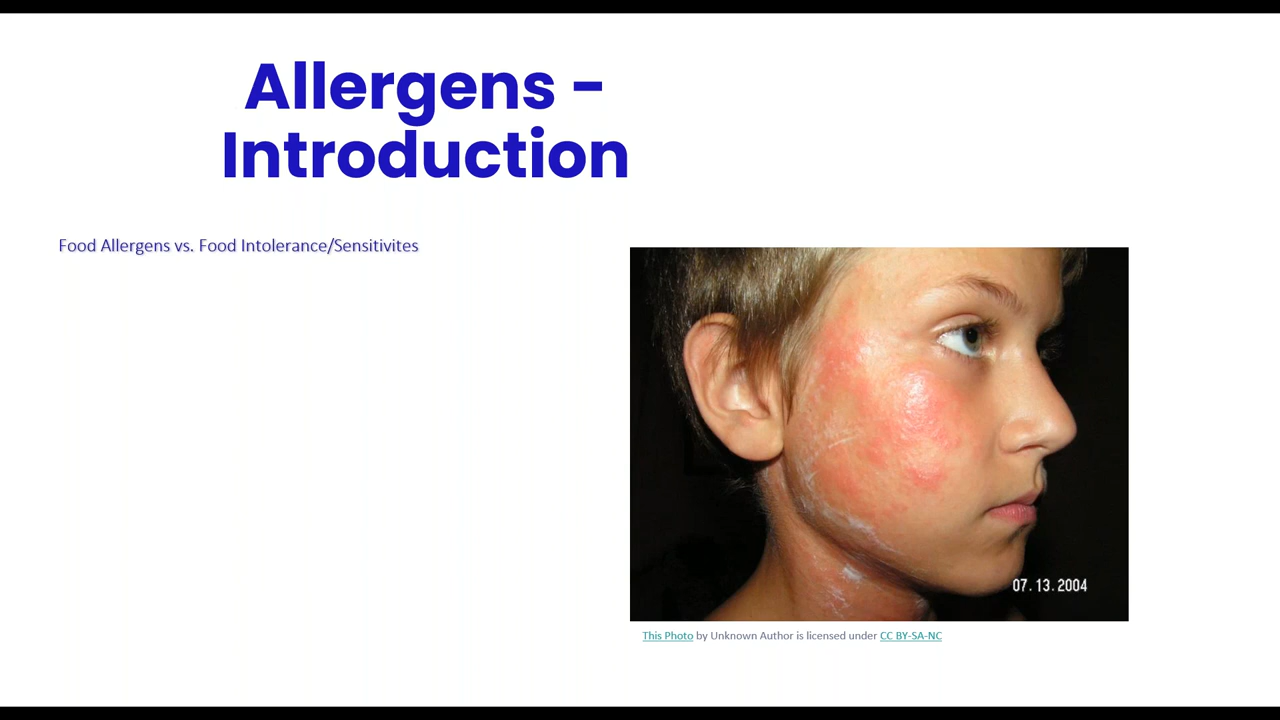 Allergens -
Introduction
Food Allergens vs. Food Intolerance/Sensitivites
07.13.2004
This Photo by Unknown Author is licensed under CC BY-SA-NC